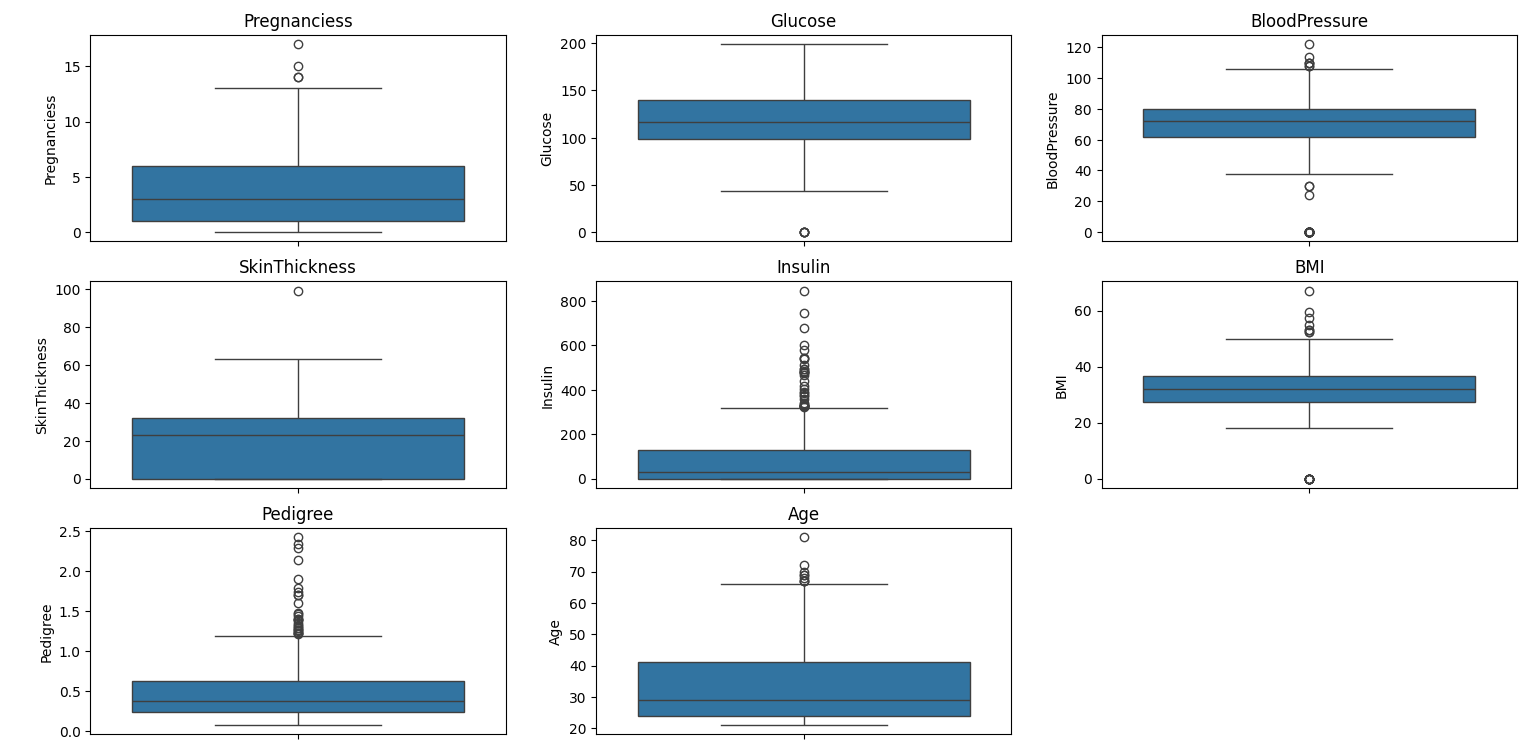 Pregnanciess
Pregnanciess
15
10
5
0
Glucose
Glucose
200
150
100
50
0
BloodPressure
BloodPressure
120
100
80
60
40
20
0
SkinThickness
SkinThickness
100
80
60
40
20
0
Insulin
Insulin
800
600
400
200
0
BMI
BMI
60
40
20
0
Pedigree
Pedigree
2.5
2.0
1.5
1.0
0.5
0.0
Age
Age
80
70
60
50
40
30
20